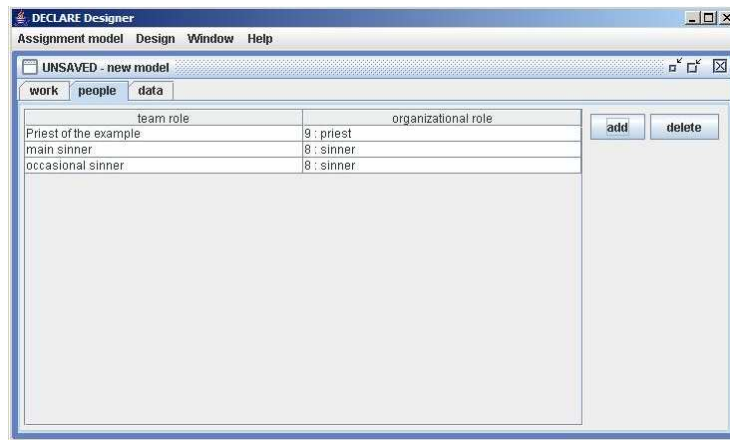 DECLARE Designer
Assignment model Design Window Help
UNSAVED - new model
work people data
team role organizational role
Priest of the example 9 : priest
main sinner 8 : sinner
occasional sinner 8 : sinner
add delete